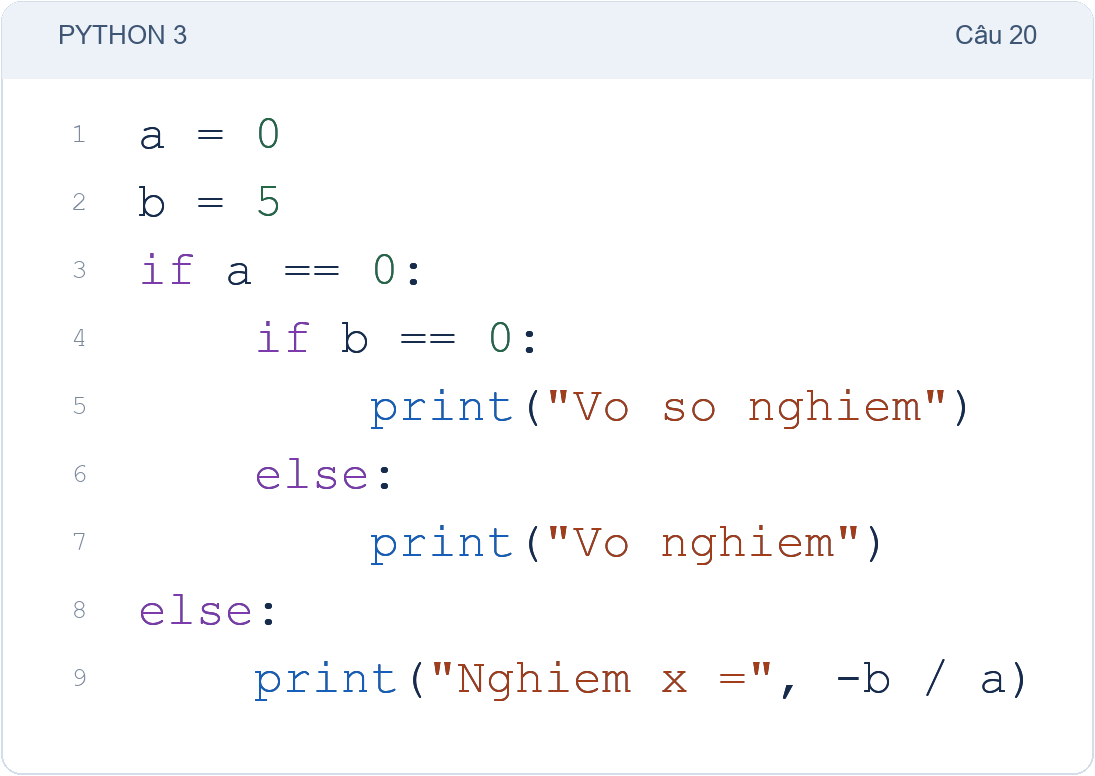 PYTHON 3 Câu 20
1 a = 0
2 b = 5
3 if a == 0:
4     if b == 0:
5         print("Vo so nghiem")
6     else:
7         print("Vo nghiem")
8 else:
9     print("Nghiem x =", -b / a)